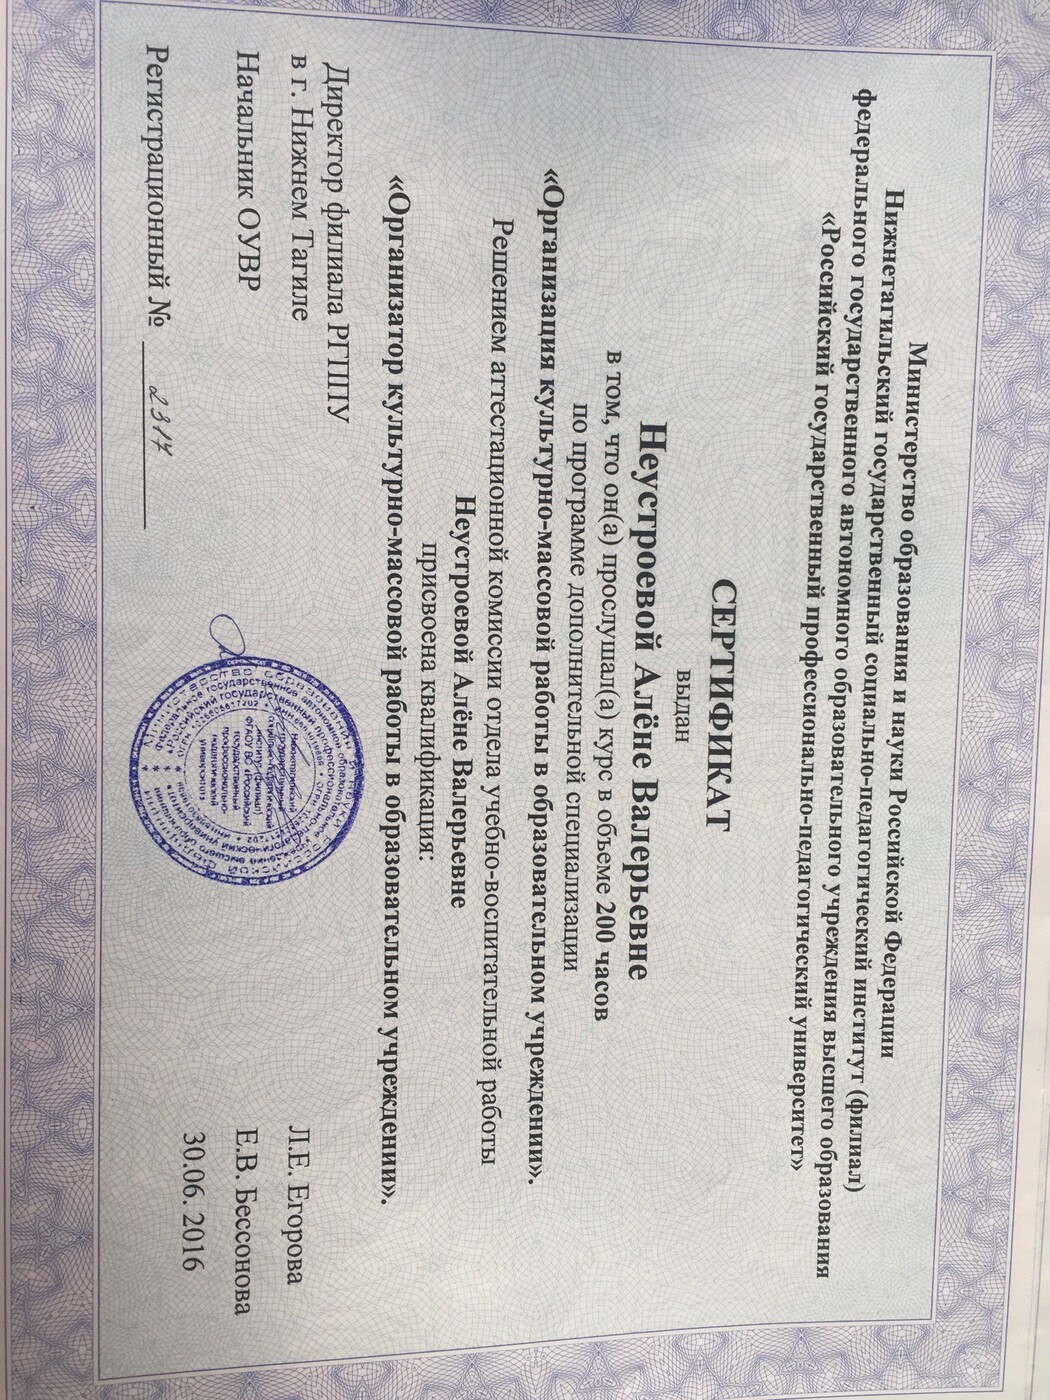 Министерство образования и науки Российской Федерации
Нижнетагильский государственный социально-педагогический институт (филиал)
федерального государственного автономного образовательного учреждения высшего образования
«Российский государственный профессионально-педагогический университет»
СЕРТИФИКАТ
выдан
Неустроевой Алёне Валерьевне
в том, что он(а) прослушал(а) курс в объеме 200 часов
по программе дополнительной специализации
«Организация культурно-массовой работы в образовательном учреждении».
Решением аттестационной комиссии отдела учебно-воспитательной работы
Неустроевой Алёне Валерьевне
присвоена квалификация:
«Организатор культурно-массовой работы в образовательном учреждении».
Директор филиала РГППУ
в г. Нижнем Тагиле Л.Е. Егорова
Начальник ОУВР Е.В. Бессонова
30.06. 2016
Регистрационный № 2317